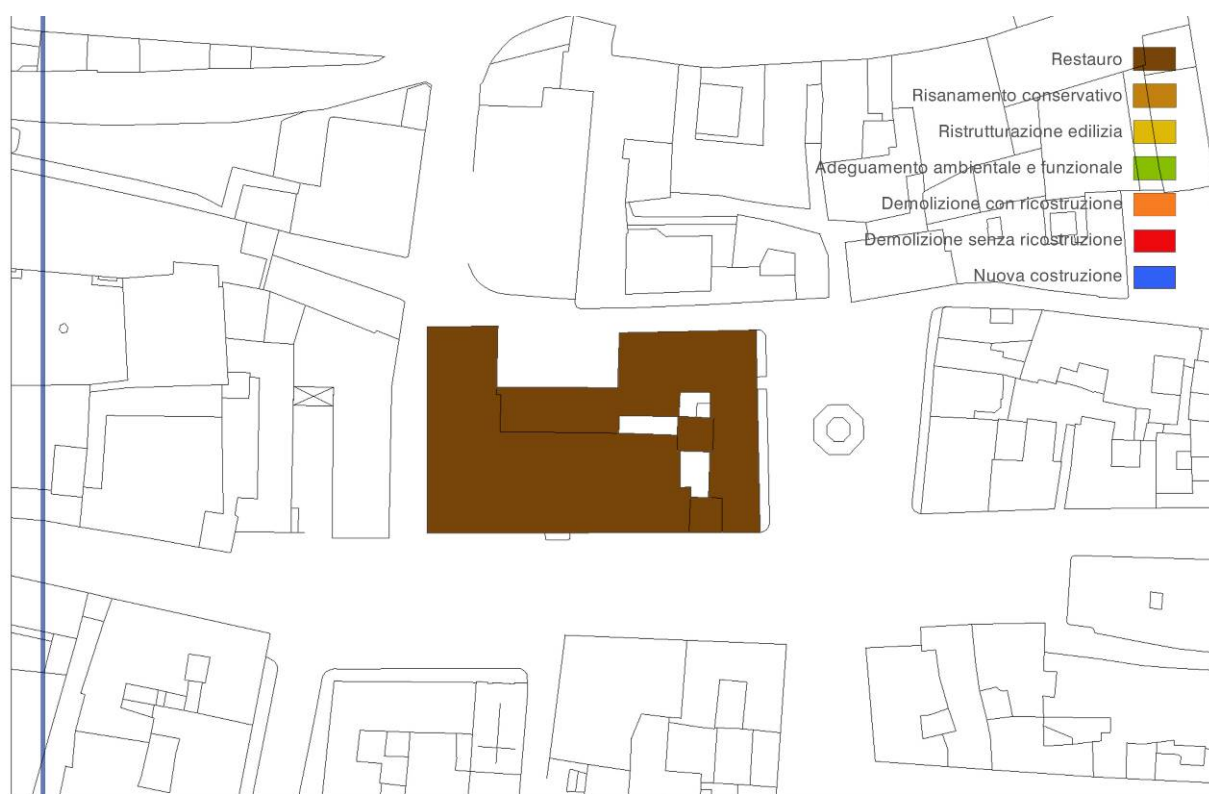 Restauro
Risanamento conservativo
Ristrutturazione edilizia
Adeguamento ambientale e funzionale
Demolizione con ricostruzione
Demolizione senza ricostruzione
Nuova costruzione